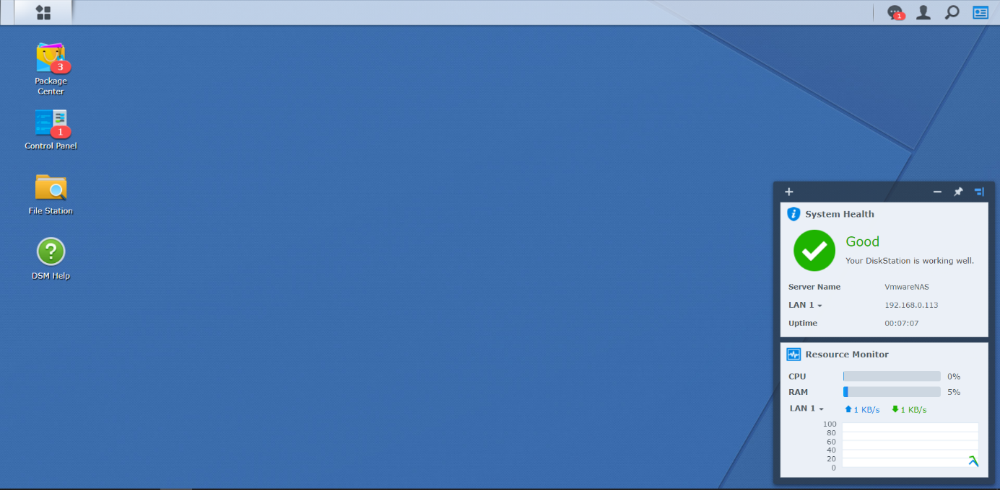 1
3
Package
Center
1
Control Panel
File Station
?
DSM Help
System Health
Good
Your DiskStation is working well.
Server Name VmwareNAS
LAN 1 192.168.0.113
Uptime 00:07:07
Resource Monitor
CPU 0%
RAM 5%
LAN 1 1 KB/s 1 KB/s
100
80
60
40
20
0